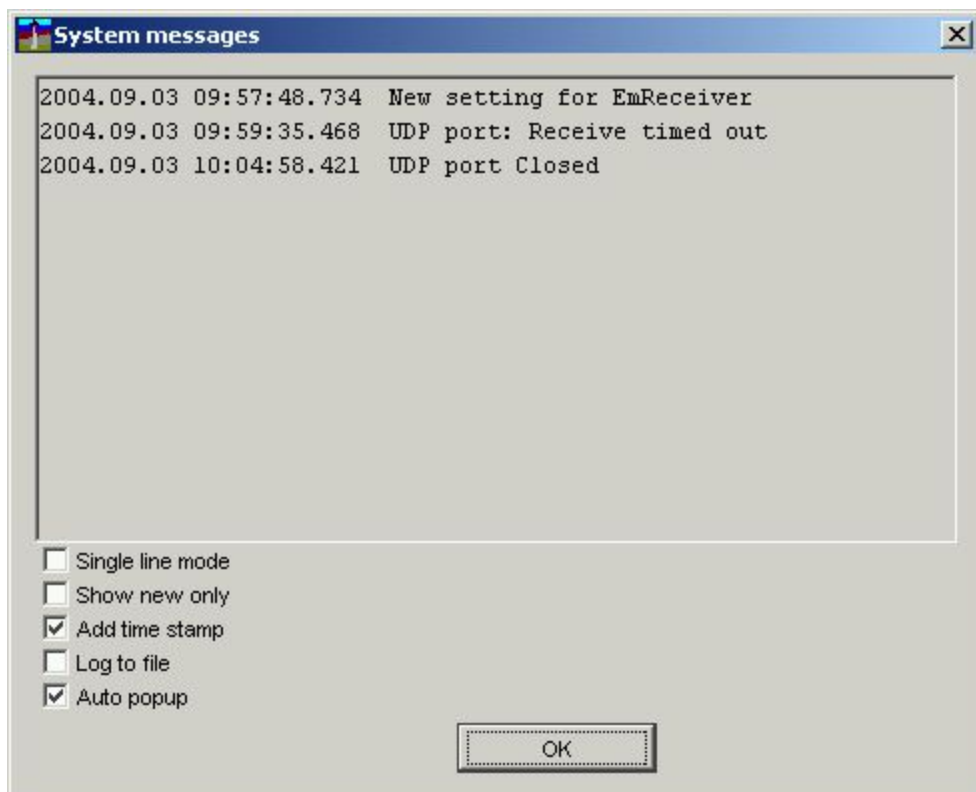 System messages
2004.09.03 09:57:48.734 New setting for EmReceiver
2004.09.03 09:59:35.468 UDP port: Receive timed out
2004.09.03 10:04:58.421 UDP port Closed
Single line mode
Show new only
Add time stamp
Log to file
Auto popup
OK